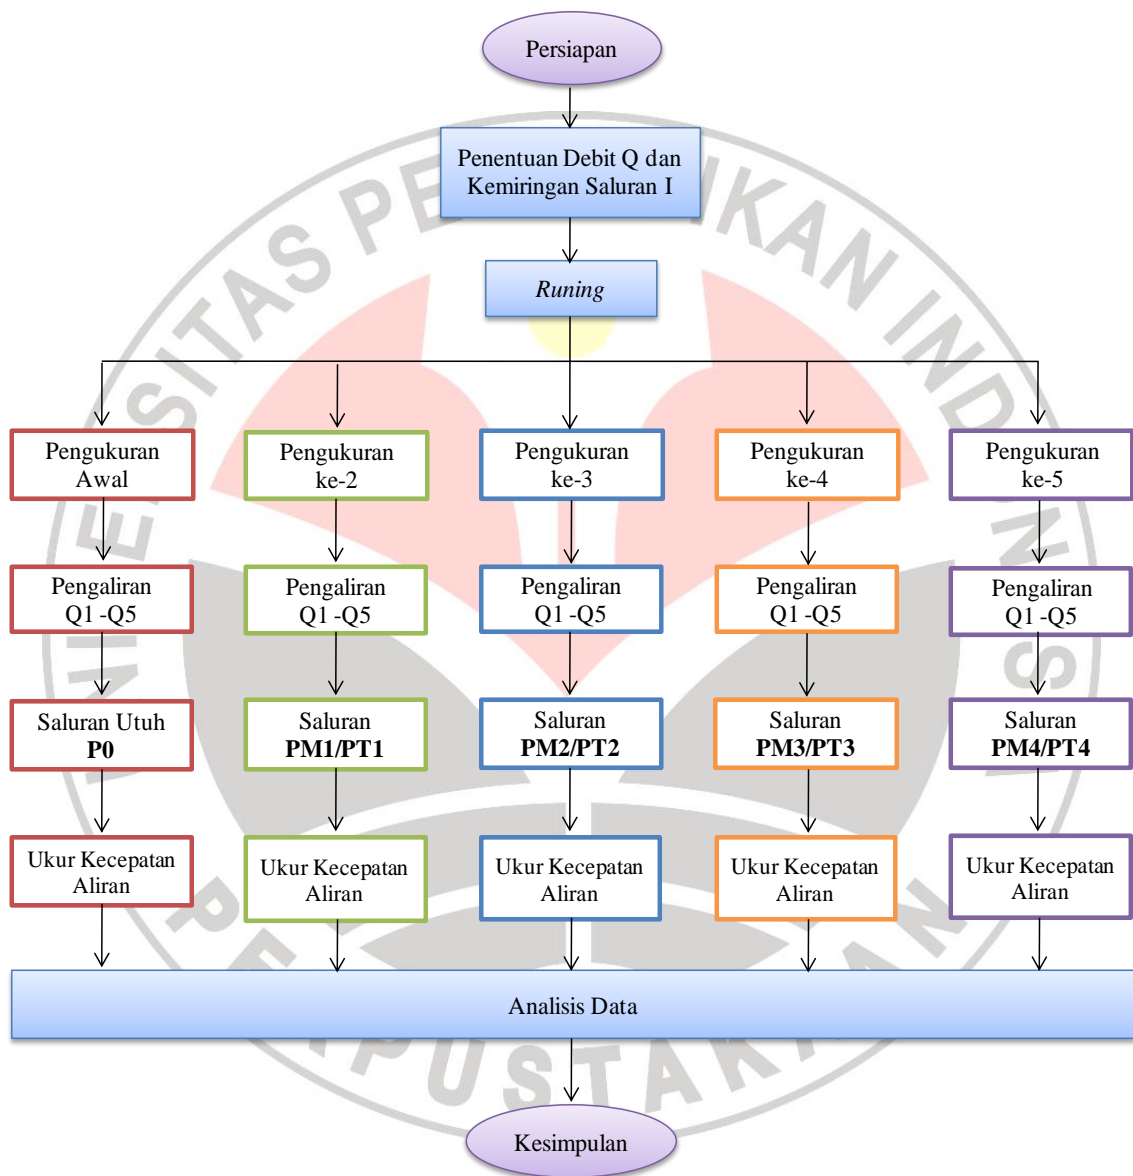 Persiapan
Penentuan Debit Q dan
Kemiringan Saluran I
Runing
Pengukuran
Awal
Pengukuran
ke-2
Pengukuran
ke-3
Pengukuran
ke-4
Pengukuran
ke-5
Pengaliran
Q1 -Q5
Pengaliran
Q1 -Q5
Pengaliran
Q1 -Q5
Pengaliran
Q1 -Q5
Pengaliran
Q1 -Q5
Saluran Utuh
P0
Saluran
PM1/PT1
Saluran
PM2/PT2
Saluran
PM3/PT3
Saluran
PM4/PT4
Ukur Kecepatan
Aliran
Ukur Kecepatan
Aliran
Ukur Kecepatan
Aliran
Ukur Kecepatan
Aliran
Ukur Kecepatan
Aliran
Analisis Data
Kesimpulan